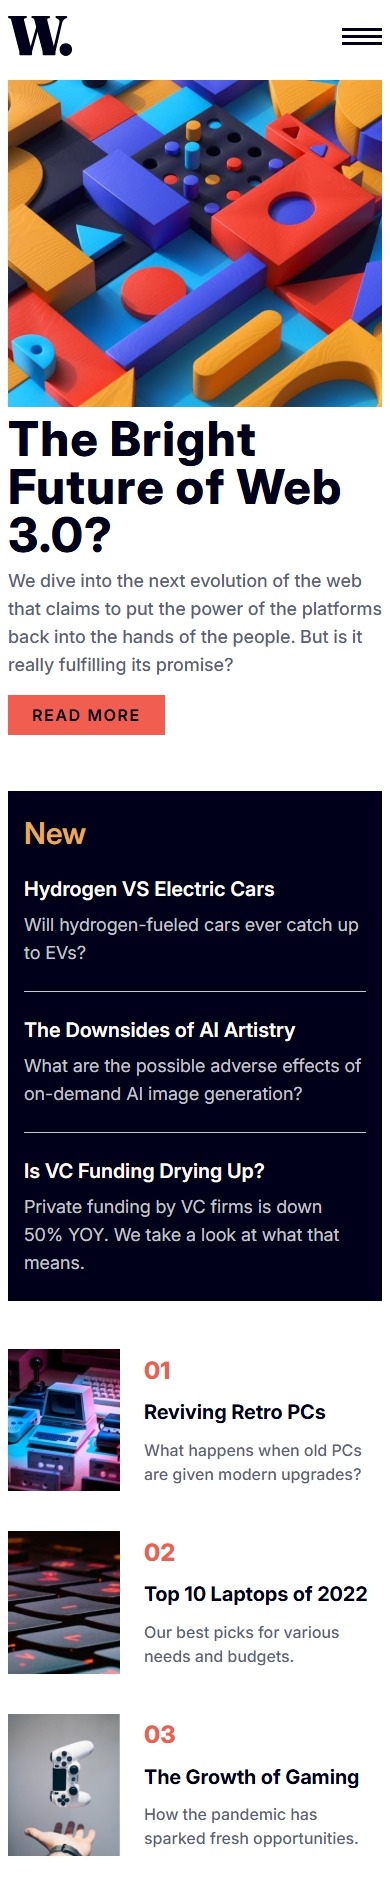 W.
The Bright
Future of Web
3.0?
We dive into the next evolution of the web
that claims to put the power of the platforms
back into the hands of the people. But is it
really fulfilling its promise?
READ MORE
New
Hydrogen VS Electric Cars
Will hydrogen-fueled cars ever catch up
to EVs?
The Downsides of AI Artistry
What are the possible adverse effects of
on-demand AI image generation?
Is VC Funding Drying Up?
Private funding by VC firms is down
50% YOY. We take a look at what that
means.
01
Reviving Retro PCs
What happens when old PCs
are given modern upgrades?
02
Top 10 Laptops of 2022
Our best picks for various
needs and budgets.
03
The Growth of Gaming
How the pandemic has
sparked fresh opportunities.